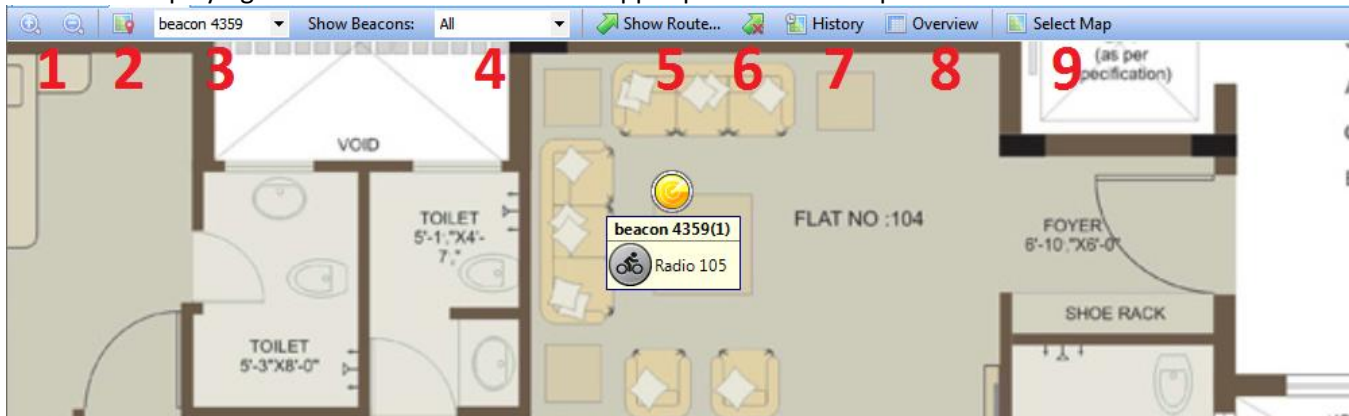 beacon 4359 Show Beacons: All Show Route... History Overview Select Map
1 2 3 4 5 6 7 8 9
(as per
pecification)
VOID
TOILET
5'-1;"X4'-
7;"
FLAT NO :104
FOYER
6'-10;"X6'-0"
beacon 4359(1)
Radio 105
SHOE RACK
TOILET
5'-3"X8'-0"